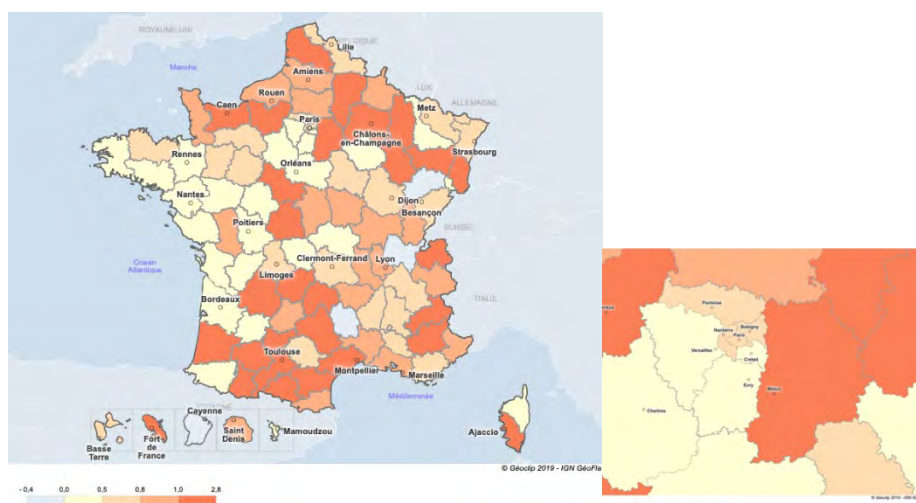 ROYAUME-UNI
BELGIQUE
Lille
Manche
LUX
Amiens
ALLEMAGNE
Rouen
Caen
Metz
Paris
Châlons-
en-Champagne
Strasbourg
Rennes
Orléans
Nantes
Dijon
Besançon
Poitiers
SUISSE
Océan
Atlantique
Clermont-Ferrand
Lyon
Limoges
ITALIE
Bordeaux
Toulouse
Montpellier
Marseille
Méditerranée
Cayenne
Basse
Terre
Fort
de
France
Saint
Denis
Mamoudzou
Ajaccio
© Géoclip 2019 - IGN GéoFla
- 0,4 0,0 0,5 0,8 1,0 2,8
Pontoise
Bobigny
Nanterre
Paris
Versailles
Créteil
Evry
Melun
Chartres